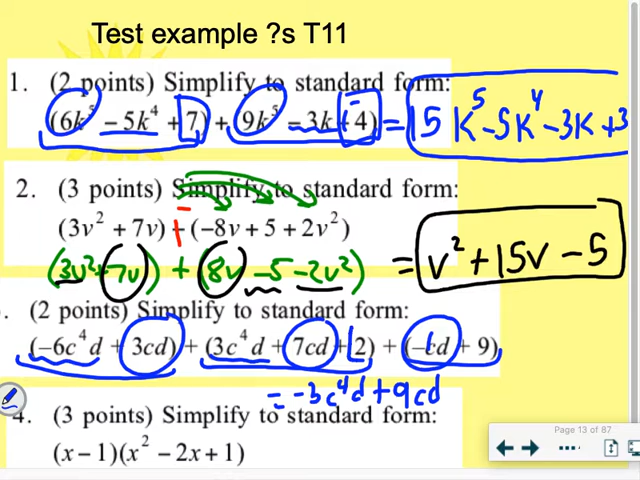 Test example ?s T11
1. (2 points) Simplify to standard form:
(6k⁵ − 5k⁴ + 7) + (9k⁵ − 3k − 4) = 15k⁵ − 5k⁴ − 3k + 3
2. (3 points) Simplify to standard form:
(3v² + 7v) − (−8v + 5 + 2v²)
(3v² + 7v) + (8v − 5 − 2v²) = v² + 15v − 5
. (2 points) Simplify to standard form:
(−6c⁴d + 3cd) + (3c⁴d + 7cd + 2) + (−cd + 9)
= −3c⁴d + 9cd
4. (3 points) Simplify to standard form:
(x − 1)(x² − 2x + 1)
Page 13 of 87